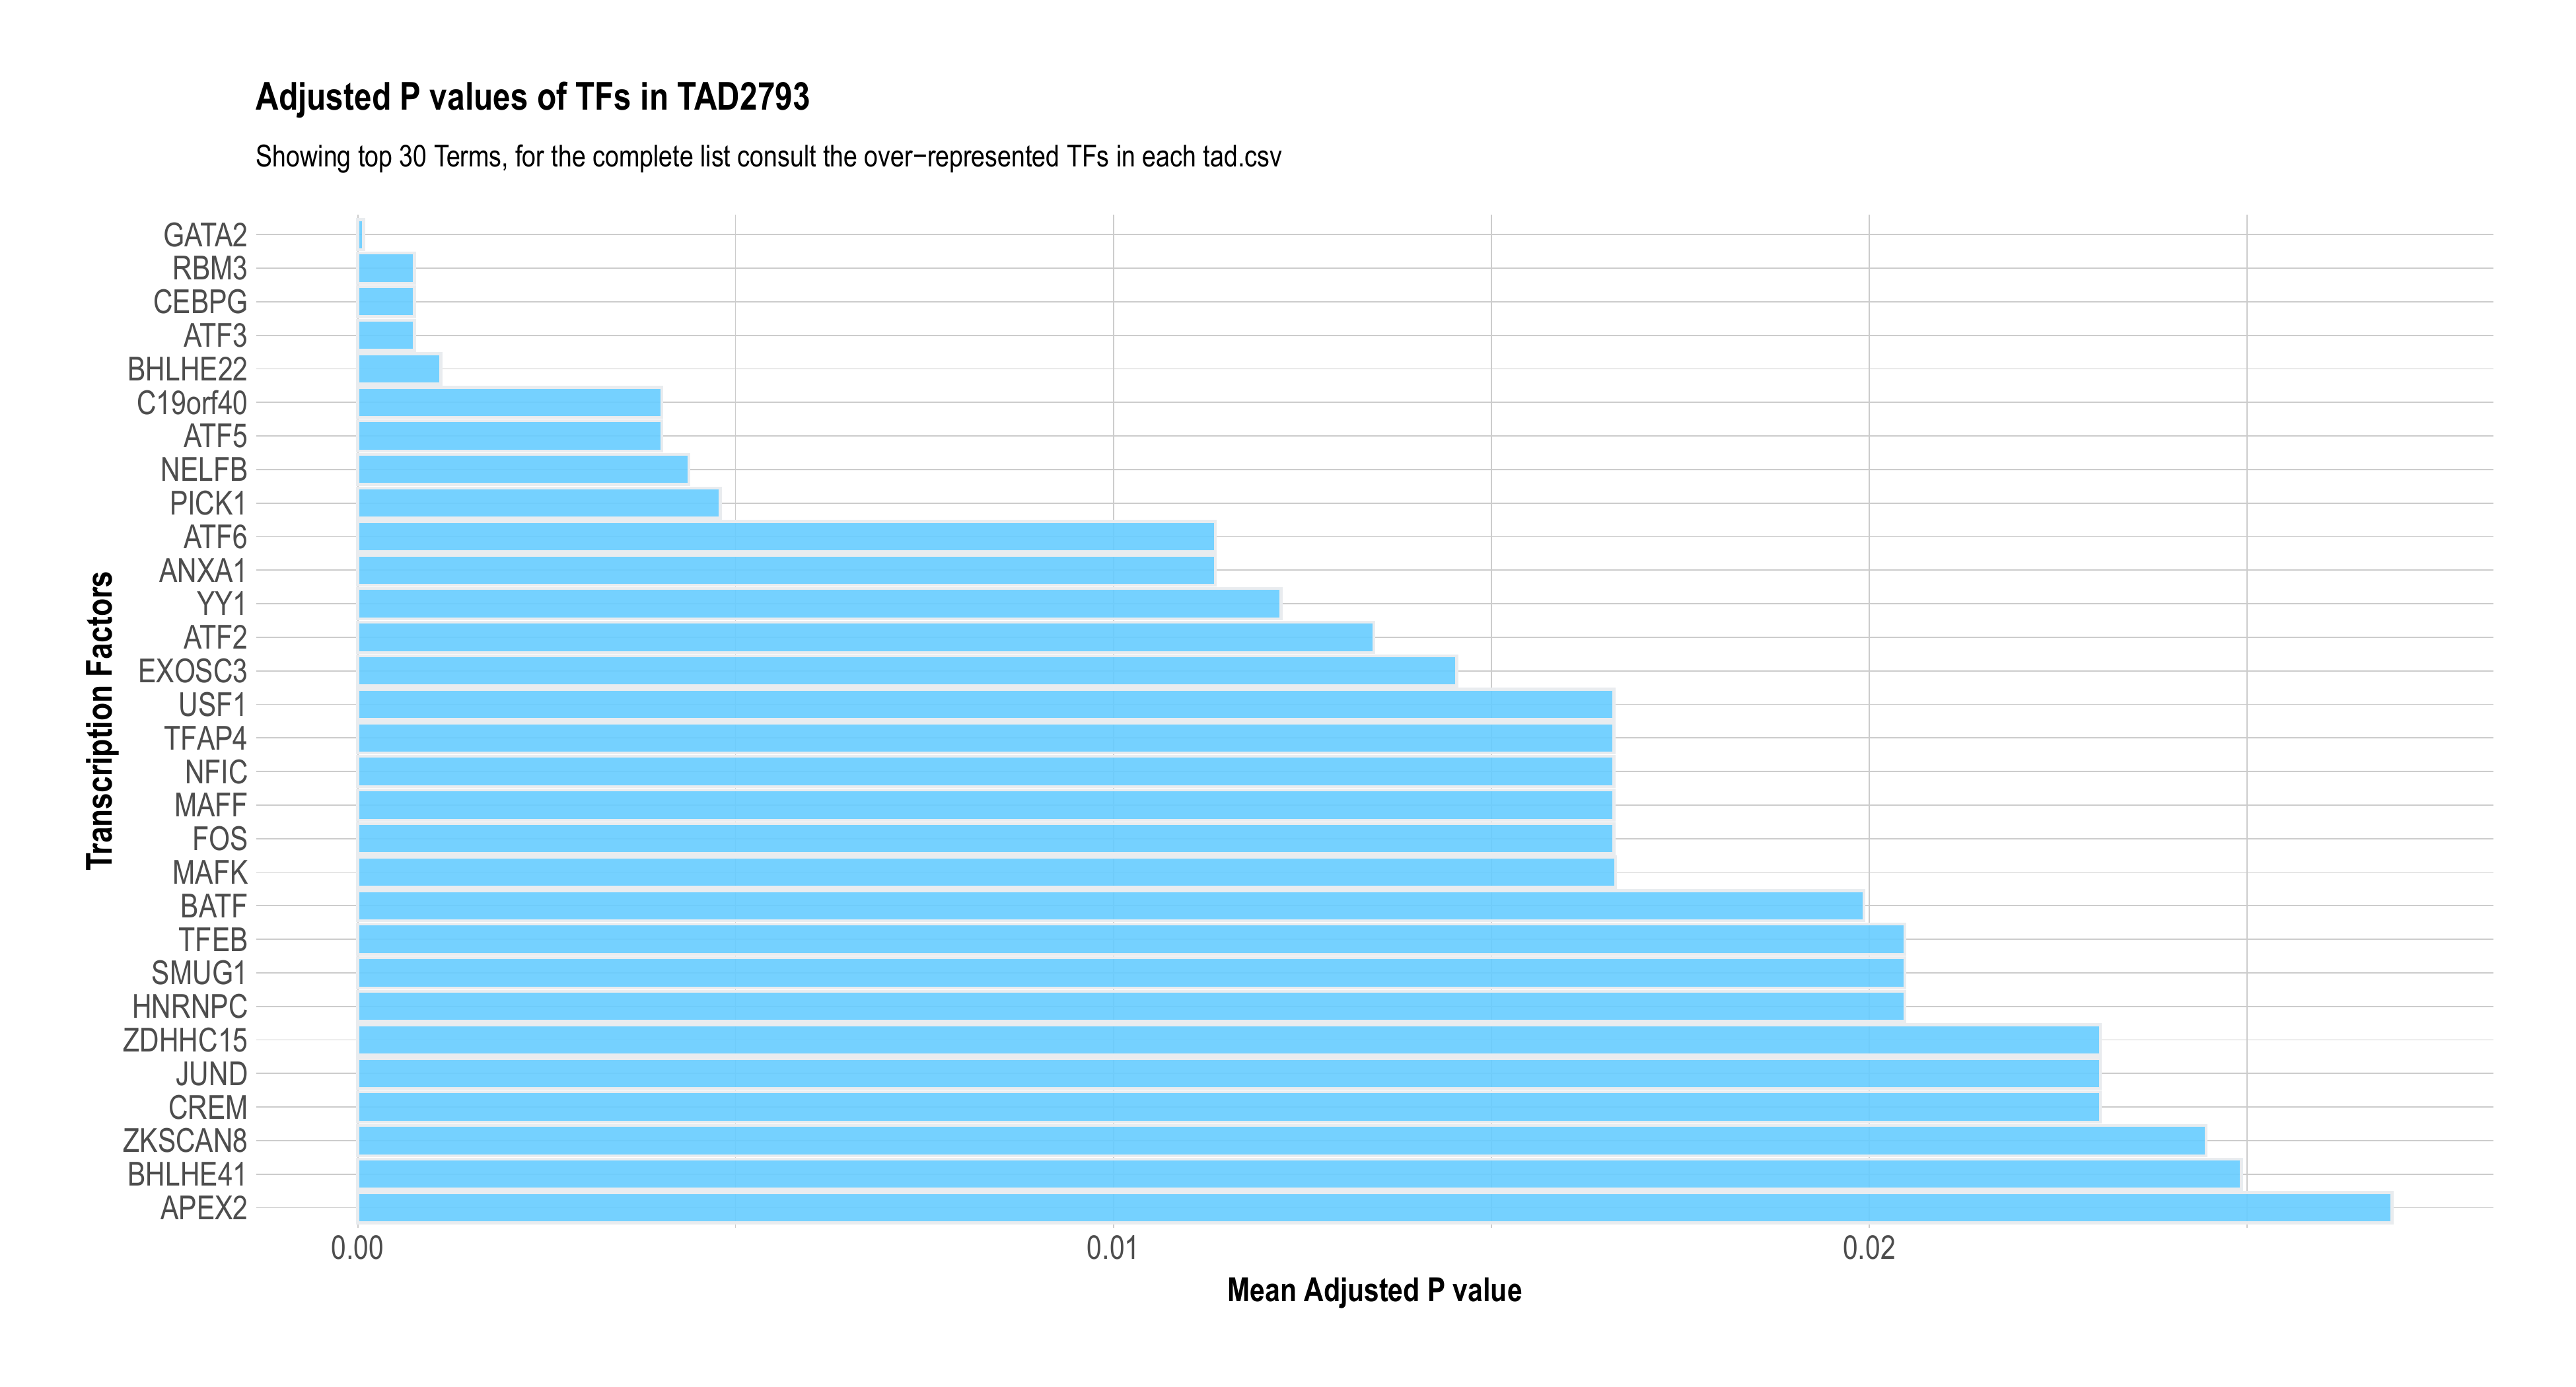 Adjusted P values of TFs in TAD2793
Showing top 30 Terms, for the complete list consult the over−represented TFs in each tad.csv
Transcription Factors
GATA2
RBM3
CEBPG
ATF3
BHLHE22
C19orf40
ATF5
NELFB
PICK1
ATF6
ANXA1
YY1
ATF2
EXOSC3
USF1
TFAP4
NFIC
MAFF
FOS
MAFK
BATF
TFEB
SMUG1
HNRNPC
ZDHHC15
JUND
CREM
ZKSCAN8
BHLHE41
APEX2
0.00 0.01 0.02
Mean Adjusted P value